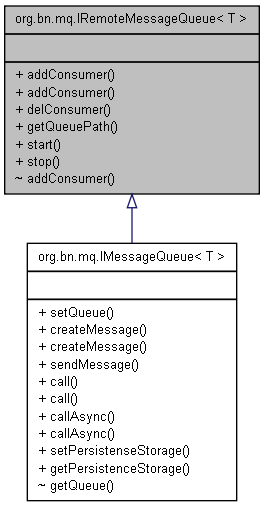 org.bn.mq.IRemoteMessageQueue< T >
+ addConsumer()
+ addConsumer()
+ delConsumer()
+ getQueuePath()
+ start()
+ stop()
~ addConsumer()
org.bn.mq.IMessageQueue< T >
+ setQueue()
+ createMessage()
+ createMessage()
+ sendMessage()
+ call()
+ call()
+ callAsync()
+ callAsync()
+ setPersistenseStorage()
+ getPersistenceStorage()
~ getQueue()